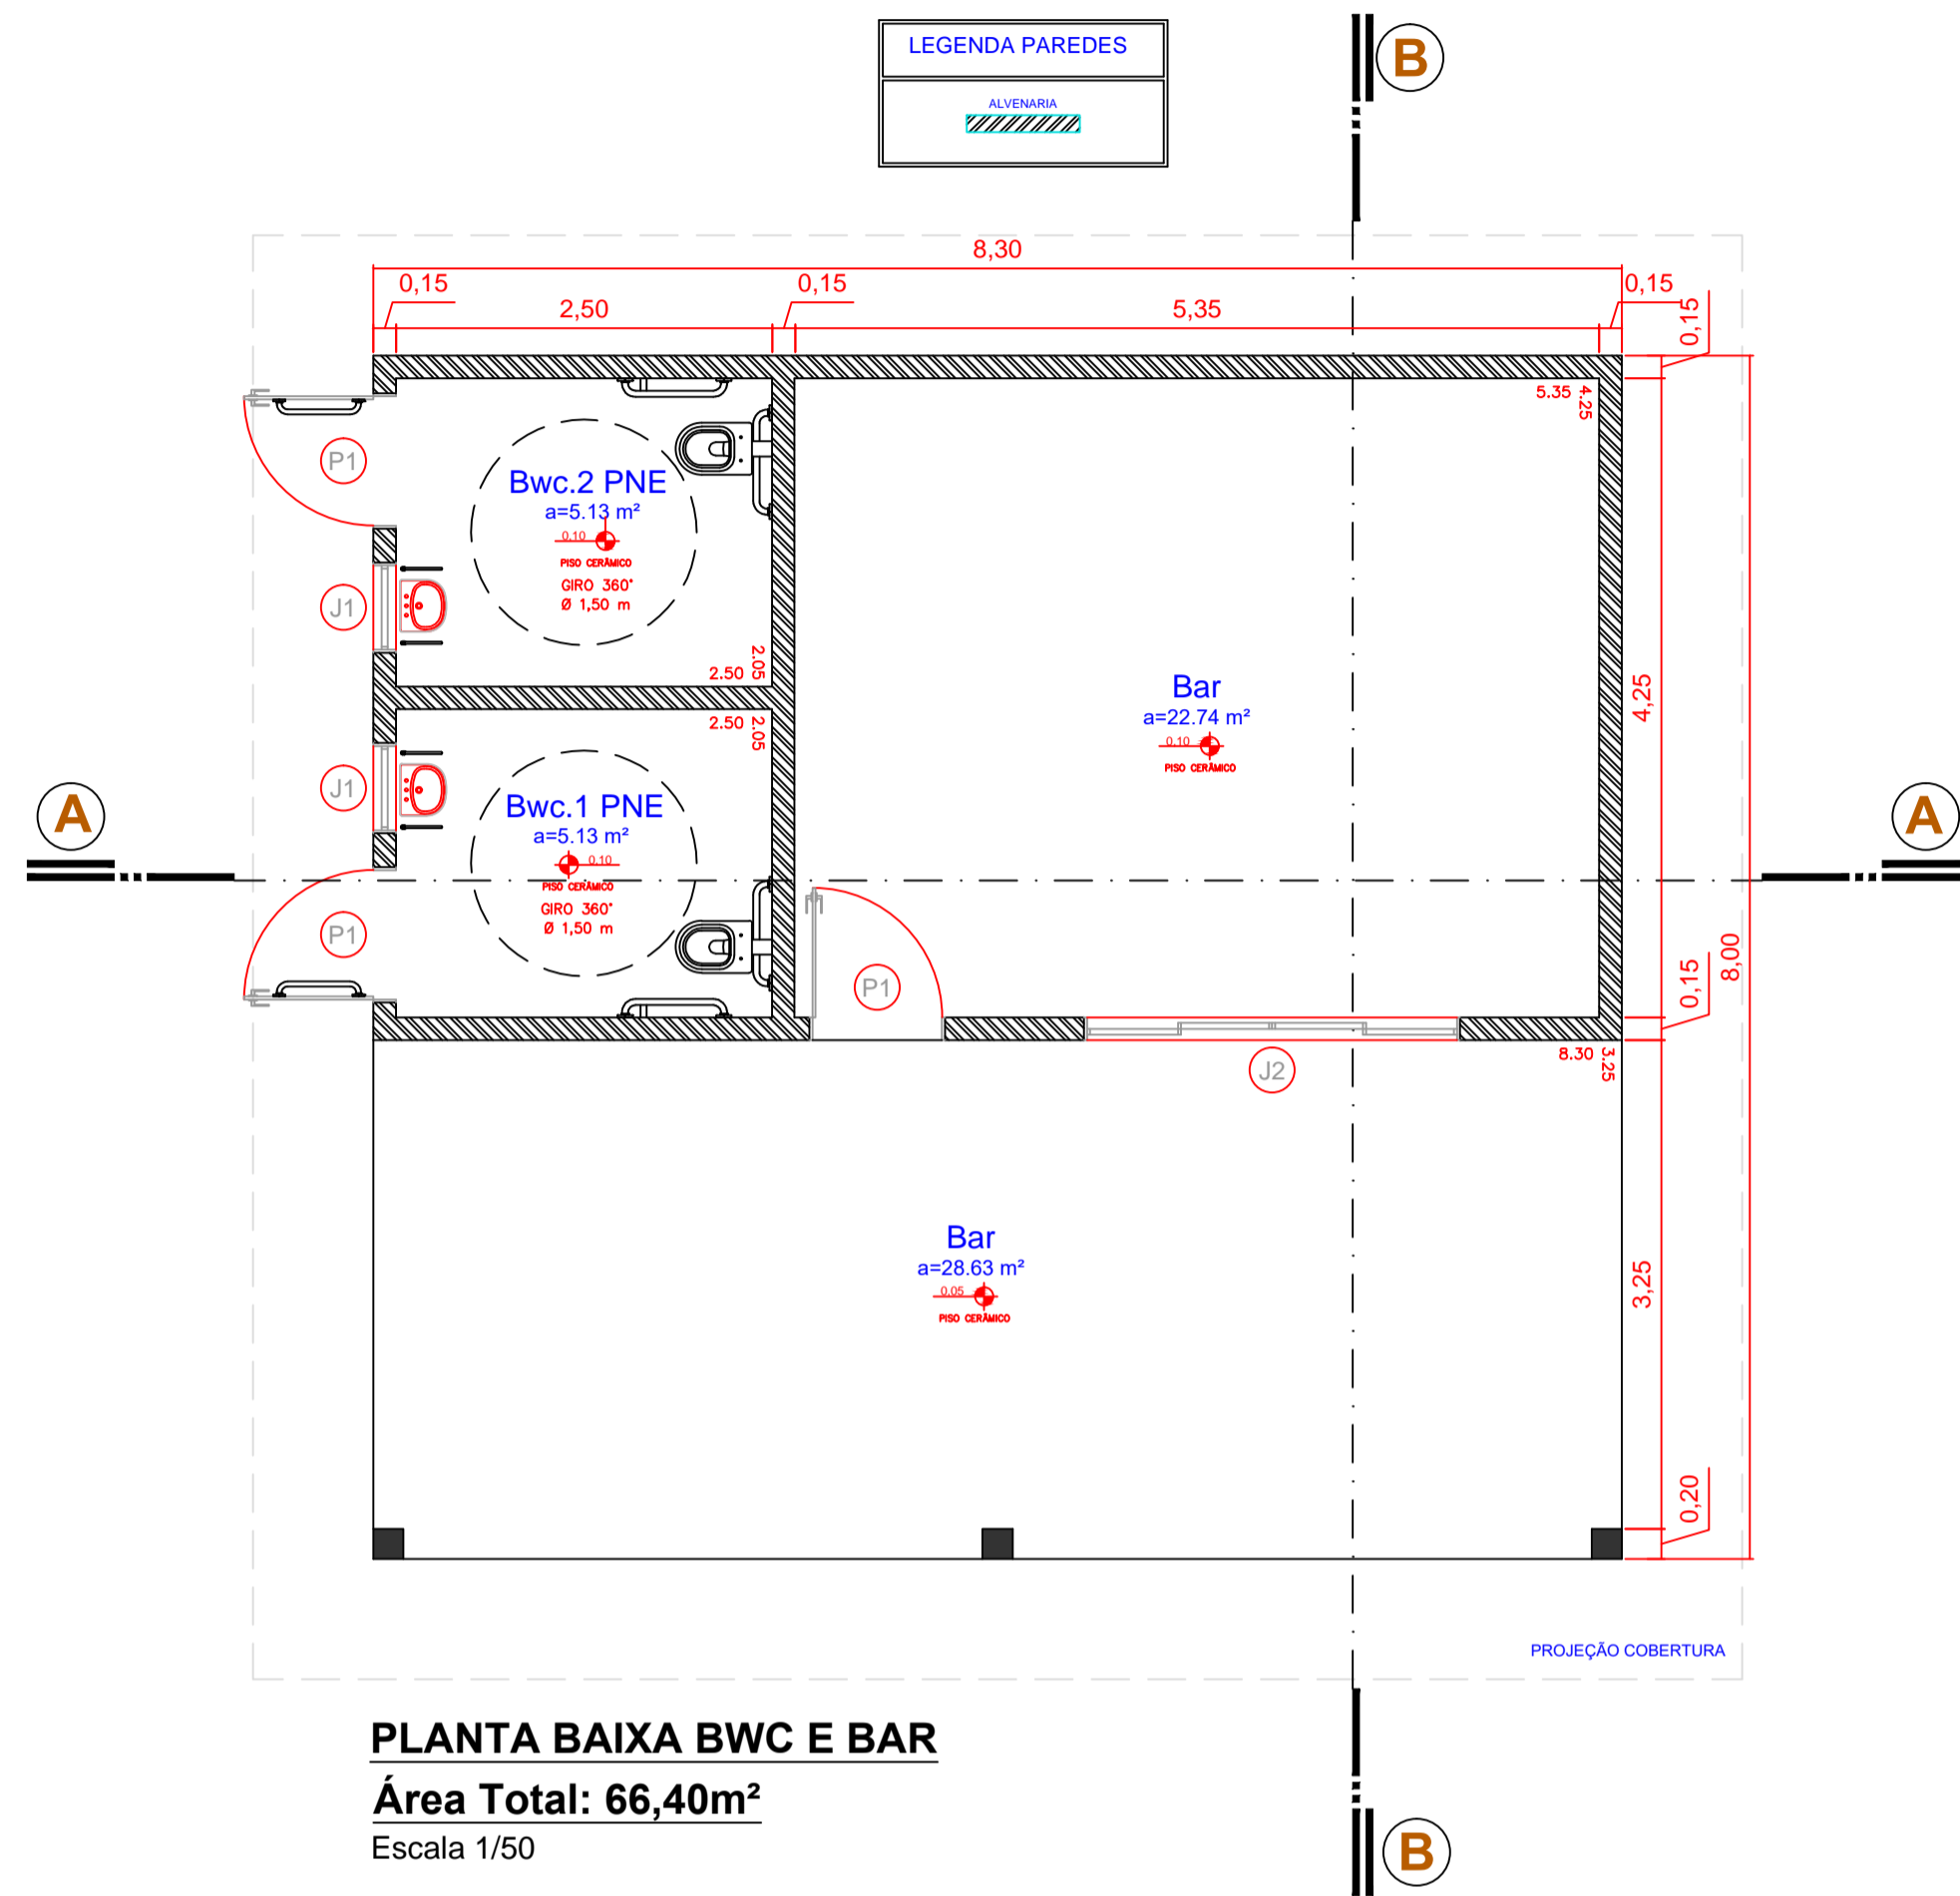 LEGENDA PAREDES
ALVENARIA
B
8,30
0,15
0,15
0,15
2,50
5,35
0,15
5.35
4.25
P1
Bwc.2 PNE
a=5.13 m²
0.10
PISO CERÂMICO
GIRO 360°
Ø 1,50 m
J1
2.50
2.05
Bar
a=22.74 m²
0.10
PISO CERÂMICO
4,25
2.50
2.05
J1
Bwc.1 PNE
a=5.13 m²
0.10
PISO CERÂMICO
GIRO 360°
Ø 1,50 m
A
A
P1
P1
0,15
8,00
J2
8.30
3.25
Bar
a=28.63 m²
0.05
PISO CERÂMICO
3,25
0,20
PROJEÇÃO COBERTURA
PLANTA BAIXA BWC E BAR
Área Total: 66,40m²
Escala 1/50
B